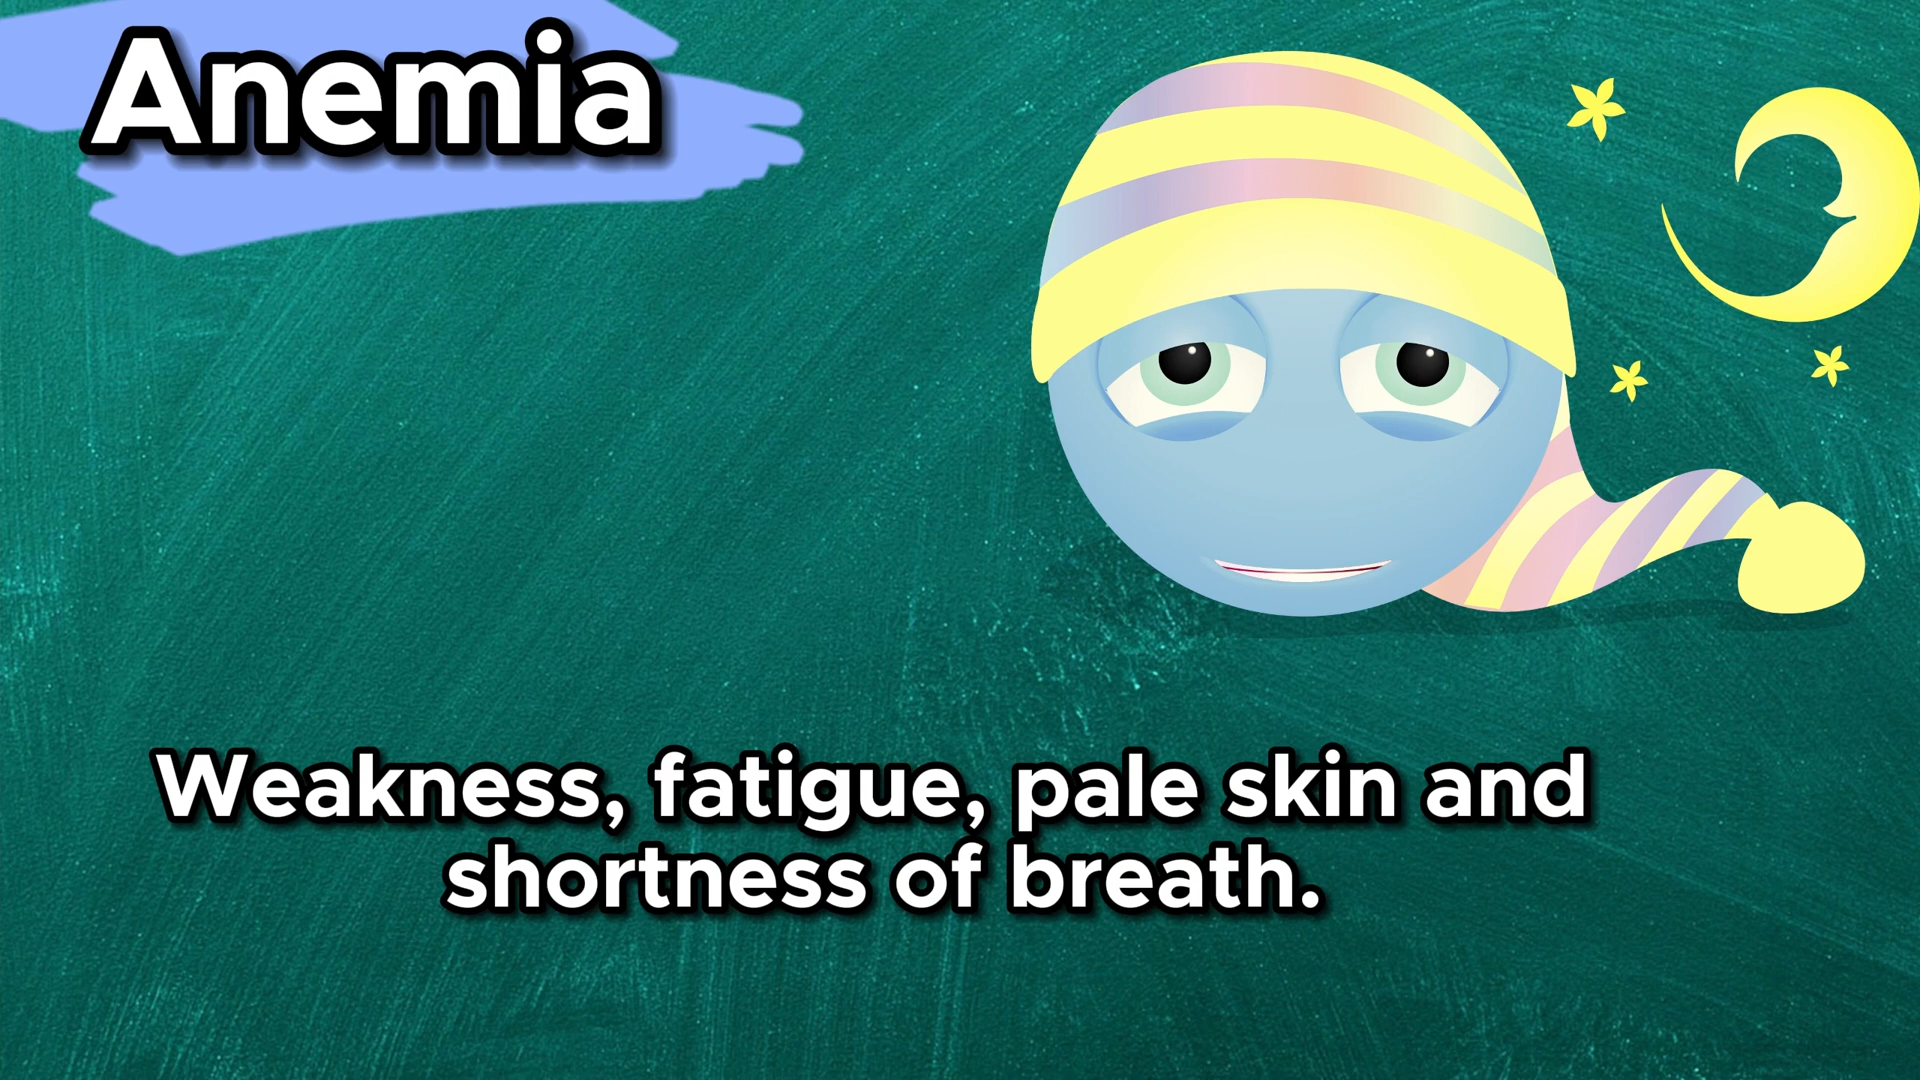 Anemia
Weakness, fatigue, pale skin and
shortness of breath.